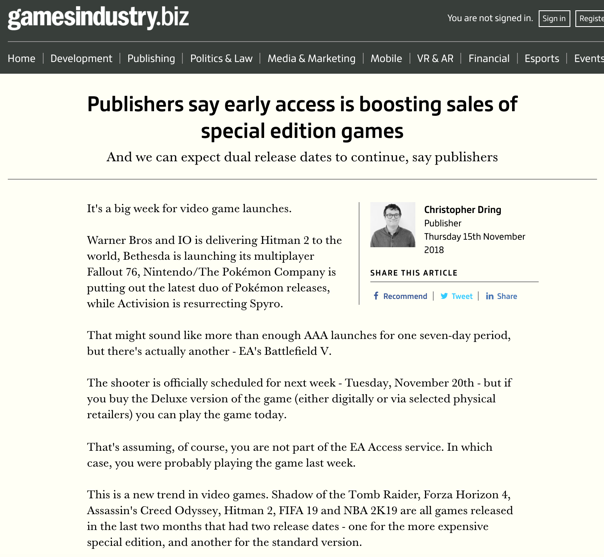 gamesindustry.biz
You are not signed in. Sign in
Home Development Publishing Politics & Law Media & Marketing Mobile VR & AR Financial Esports Events
Publishers say early access is boosting sales of
special edition games
And we can expect dual release dates to continue, say publishers
It's a big week for video game launches.
Warner Bros and IO is delivering Hitman 2 to the
world, Bethesda is launching its multiplayer
Fallout 76, Nintendo/The Pokémon Company is
putting out the latest duo of Pokémon releases,
while Activision is resurrecting Spyro.
Christopher Dring
Publisher
Thursday 15th November
2018
SHARE THIS ARTICLE
Recommend Tweet Share
That might sound like more than enough AAA launches for one seven-day period,
but there's actually another - EA's Battlefield V.
The shooter is officially scheduled for next week - Tuesday, November 20th - but if
you buy the Deluxe version of the game (either digitally or via selected physical
retailers) you can play the game today.
That's assuming, of course, you are not part of the EA Access service. In which
case, you were probably playing the game last week.
This is a new trend in video games. Shadow of the Tomb Raider, Forza Horizon 4,
Assassin's Creed Odyssey, Hitman 2, FIFA 19 and NBA 2K19 are all games released
in the last two months that had two release dates - one for the more expensive
special edition, and another for the standard version.